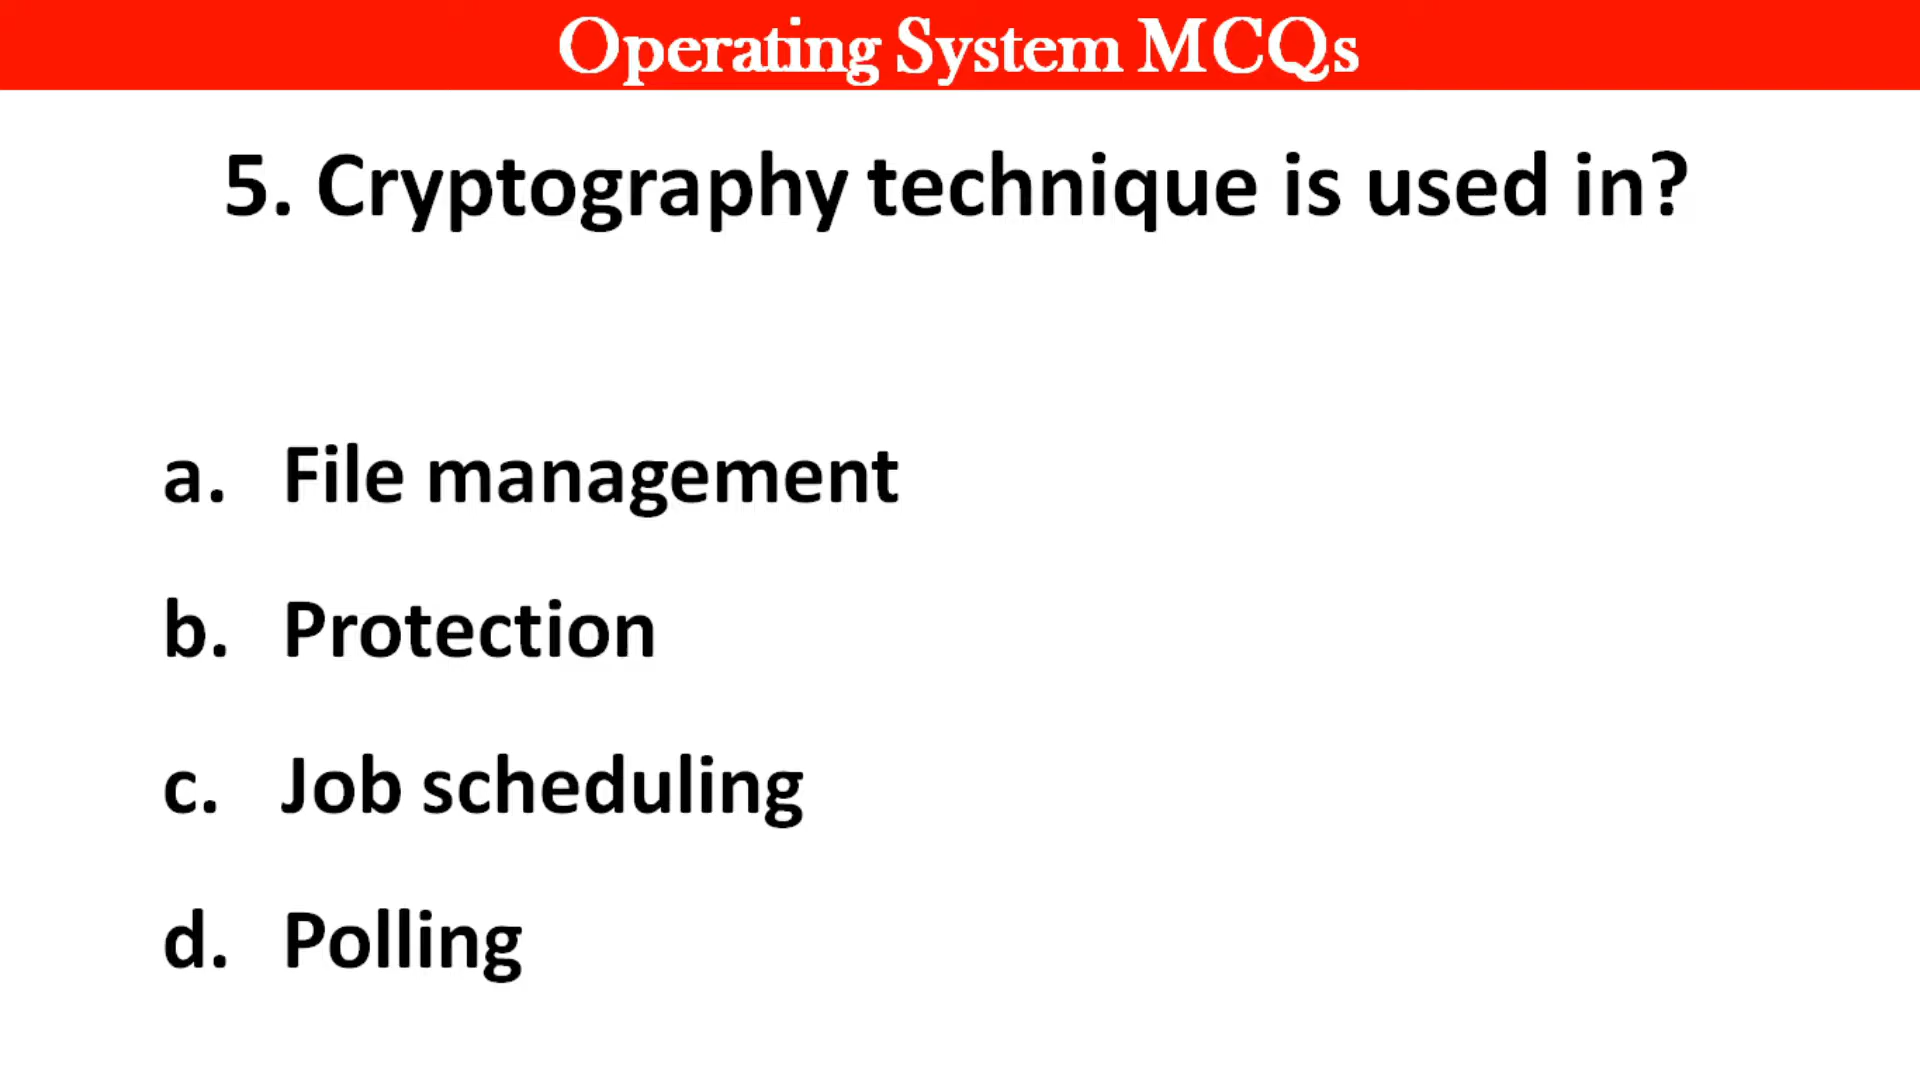 Operating System MCQs
5. Cryptography technique is used in?
a. File management
b. Protection
c. Job scheduling
d. Polling